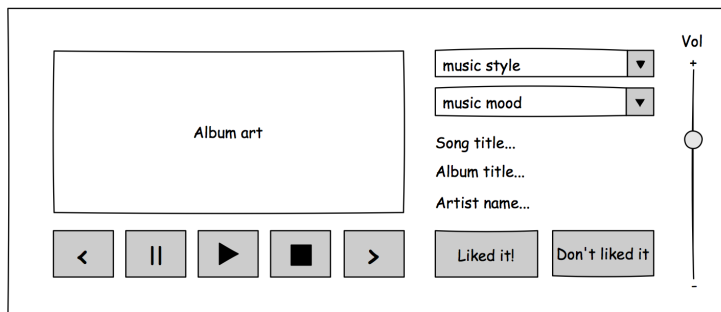 Vol
+
music style
music mood
Album art
Song title...
Album title...
Artist name...
<
>
Liked it!
Don't liked it
-